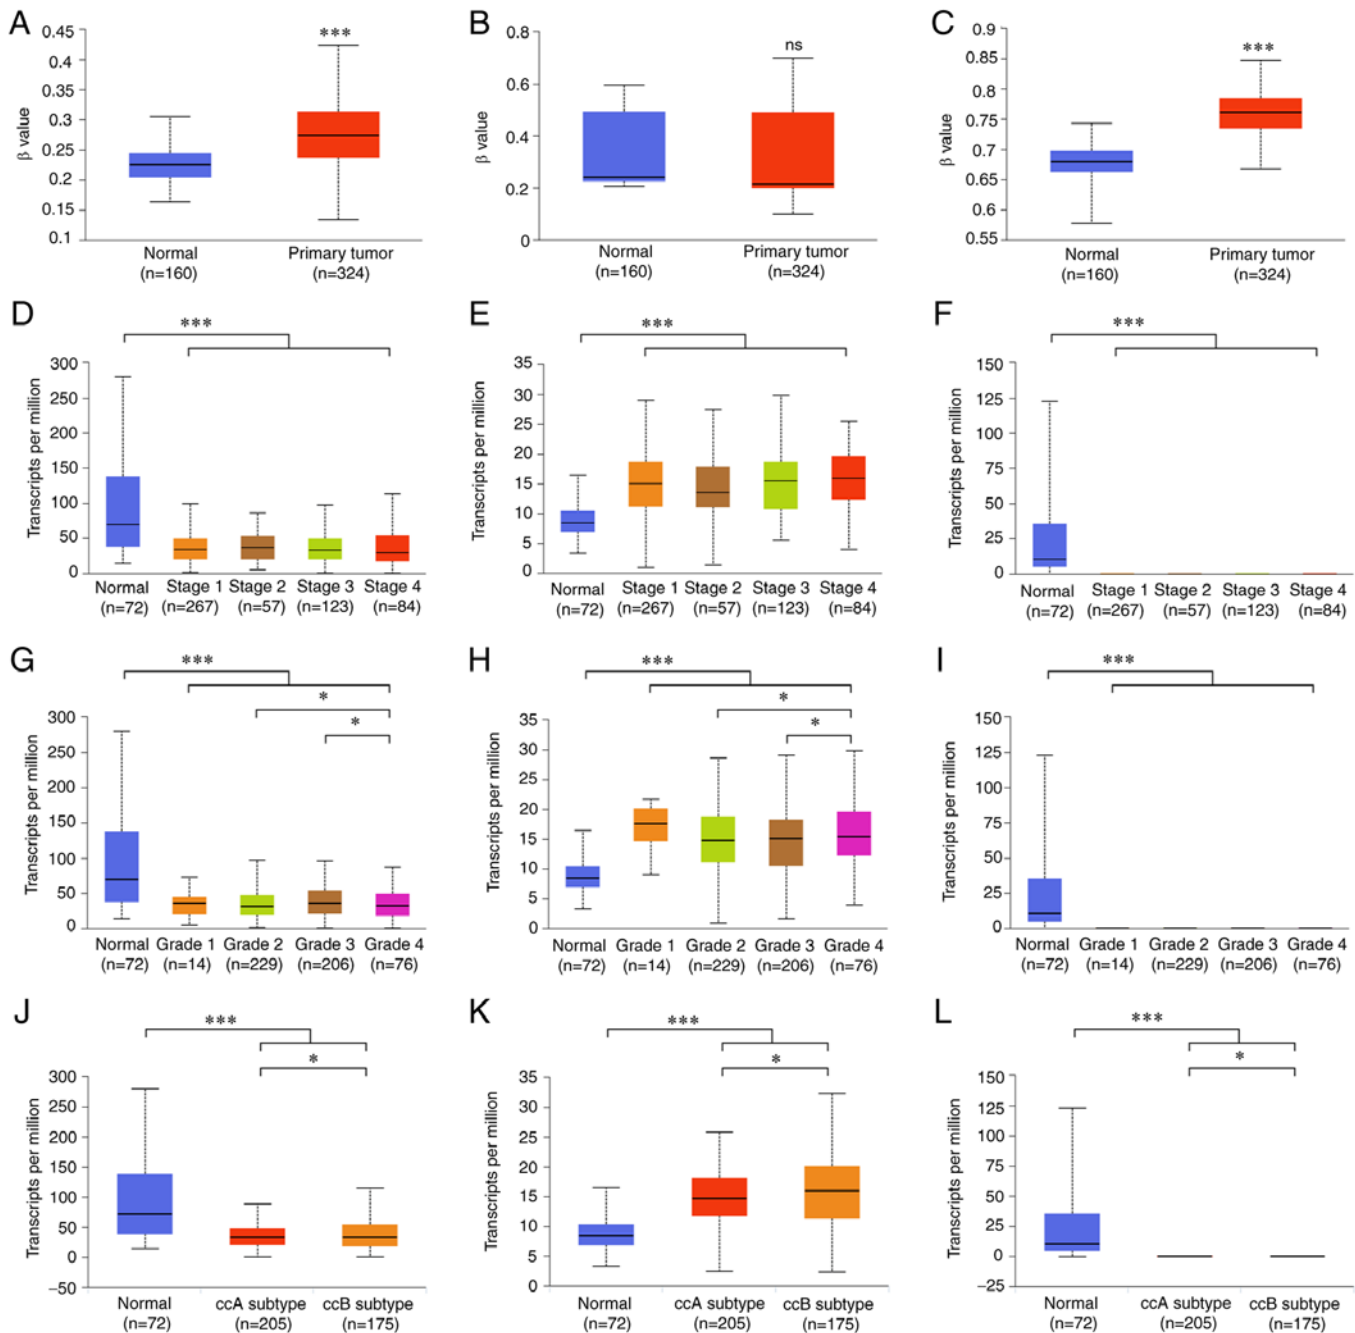 A
***
0.45
0.4
0.35
0.3
0.25
0.2
0.15
0.1
β value
Normal
(n=160)
Primary tumor
(n=324)
B
ns
0.8
0.6
0.4
0.2
0
β value
Normal
(n=160)
Primary tumor
(n=324)
C
***
0.9
0.85
0.8
0.75
0.7
0.65
0.6
0.55
β value
Normal
(n=160)
Primary tumor
(n=324)
D
***
300
250
200
150
100
50
0
Transcripts per million
Normal
(n=72)
Stage 1
(n=267)
Stage 2
(n=57)
Stage 3
(n=123)
Stage 4
(n=84)
E
***
35
30
25
20
15
10
5
0
Transcripts per million
Normal
(n=72)
Stage 1
(n=267)
Stage 2
(n=57)
Stage 3
(n=123)
Stage 4
(n=84)
F
***
150
125
100
75
50
25
0
Transcripts per million
Normal
(n=72)
Stage 1
(n=267)
Stage 2
(n=57)
Stage 3
(n=123)
Stage 4
(n=84)
G
***
*
*
300
250
200
150
100
50
0
Transcripts per million
Normal
(n=72)
Grade 1
(n=14)
Grade 2
(n=229)
Grade 3
(n=206)
Grade 4
(n=76)
H
***
*
*
35
30
25
20
15
10
5
0
Transcripts per million
Normal
(n=72)
Grade 1
(n=14)
Grade 2
(n=229)
Grade 3
(n=206)
Grade 4
(n=76)
I
***
150
125
100
75
50
25
0
Transcripts per million
Normal
(n=72)
Grade 1
(n=14)
Grade 2
(n=229)
Grade 3
(n=206)
Grade 4
(n=76)
J
***
*
300
250
200
150
100
50
0
−50
Transcripts per million
Normal
(n=72)
ccA subtype
(n=205)
ccB subtype
(n=175)
K
***
*
35
30
25
20
15
10
5
0
Transcripts per million
Normal
(n=72)
ccA subtype
(n=205)
ccB subtype
(n=175)
L
***
*
150
125
100
75
50
25
0
−25
Transcripts per million
Normal
(n=72)
ccA subtype
(n=205)
ccB subtype
(n=175)